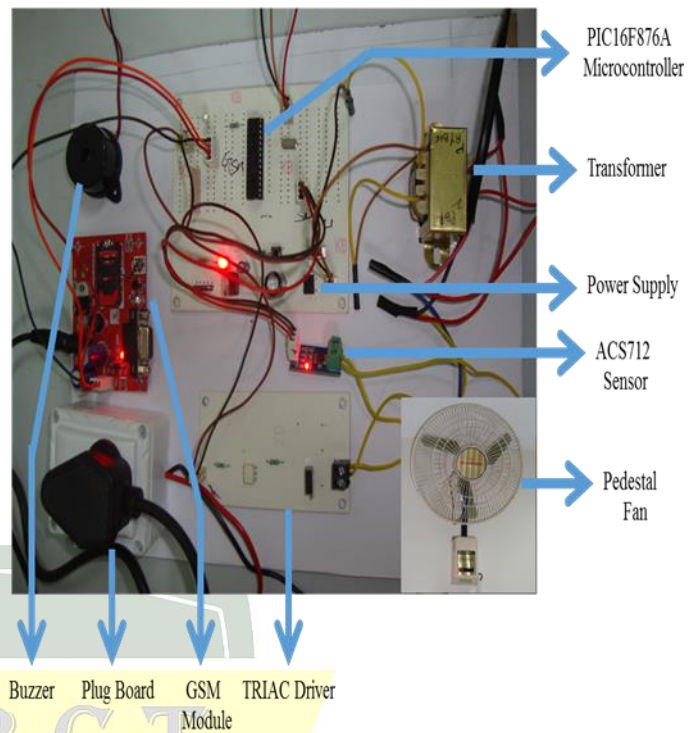 PIC16F876A
Microcontroller
Transformer
Power Supply
ACS712
Sensor
Pedestal
Fan
Buzzer
Plug Board
GSM
Module
TRIAC Driver